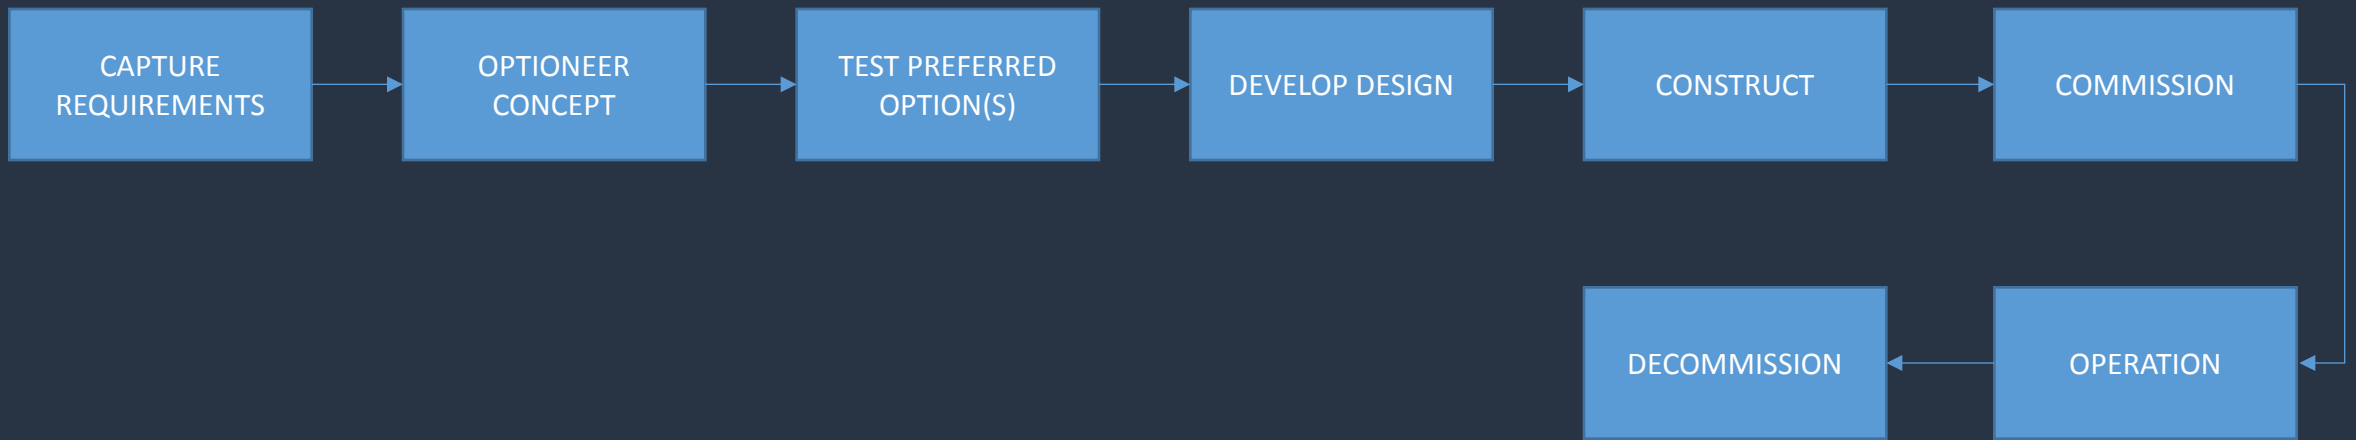 CAPTURE
REQUIREMENTS
OPTIONEER
CONCEPT
TEST PREFERRED
OPTION(S)
DEVELOP DESIGN
CONSTRUCT
COMMISSION
OPERATION
DECOMMISSION